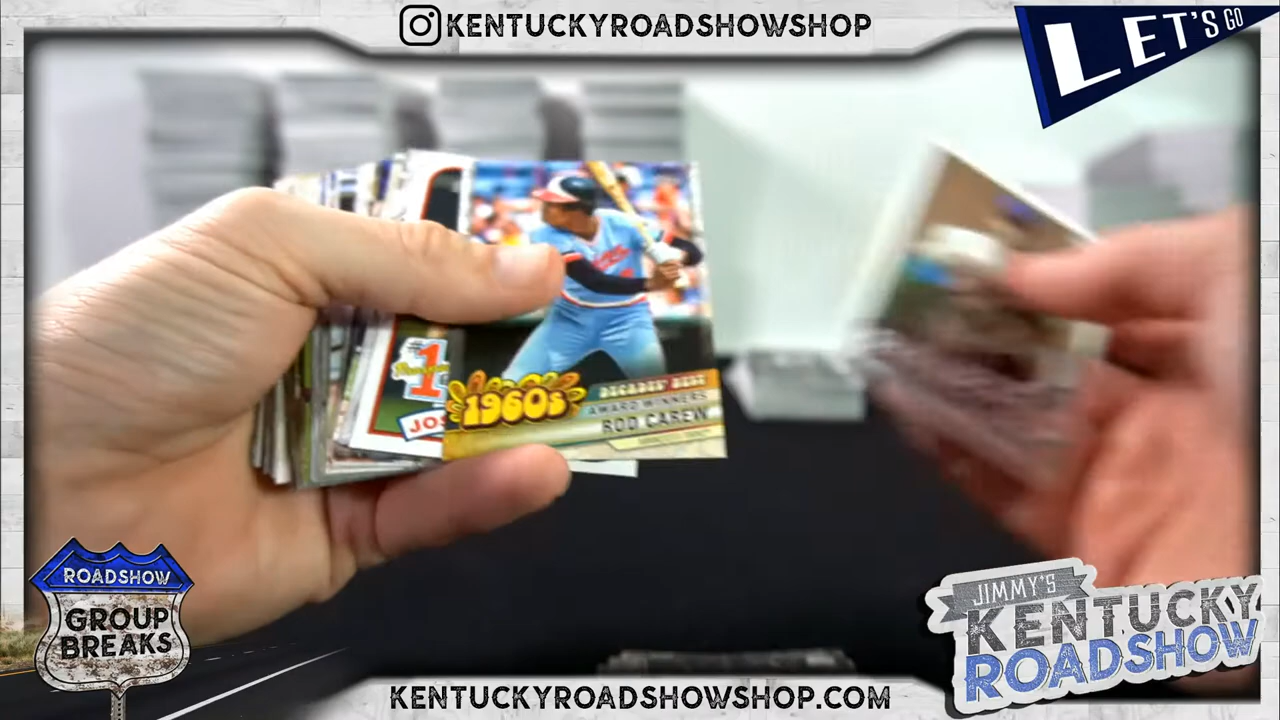 KENTUCKYROADSHOWSHOP
LET'S GO
1
JOS
1960s
DECADES' BEST
AWARD WINNERS
ROD CAREW
ROADSHOW
GROUP
BREAKS
JIMMY'S
KENTUCKY
ROADSHOW
KENTUCKYROADSHOWSHOP.COM